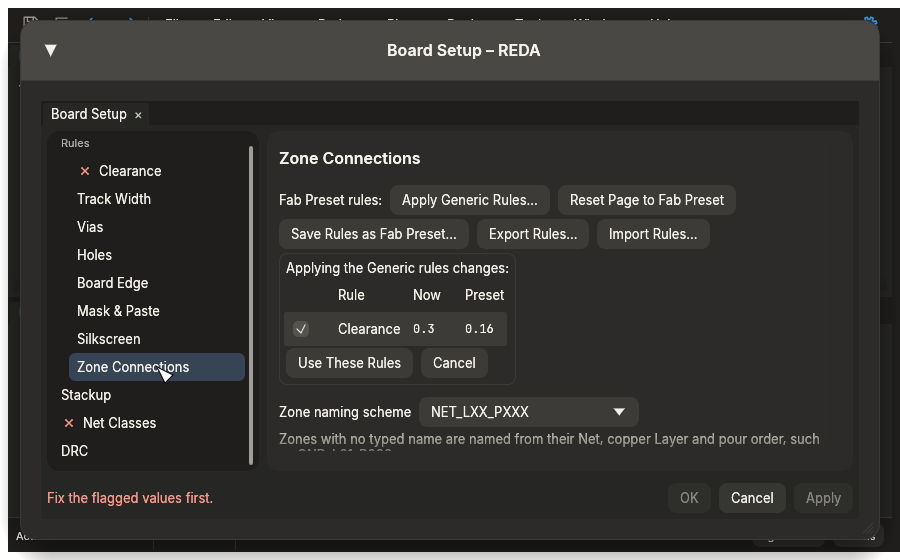 Board Setup – REDA
Board Setup ×
Rules
× Clearance
Track Width
Vias
Holes
Board Edge
Mask & Paste
Silkscreen
Zone Connections
Stackup
× Net Classes
DRC
Zone Connections
Fab Preset rules: Apply Generic Rules... Reset Page to Fab Preset
Save Rules as Fab Preset... Export Rules... Import Rules...
Applying the Generic rules changes:
Rule Now Preset
Clearance 0.3 0.16
Use These Rules Cancel
Zone naming scheme NET_LXX_PXXX
Zones with no typed name are named from their Net, copper Layer and pour order, such
Fix the flagged values first.
OK Cancel Apply